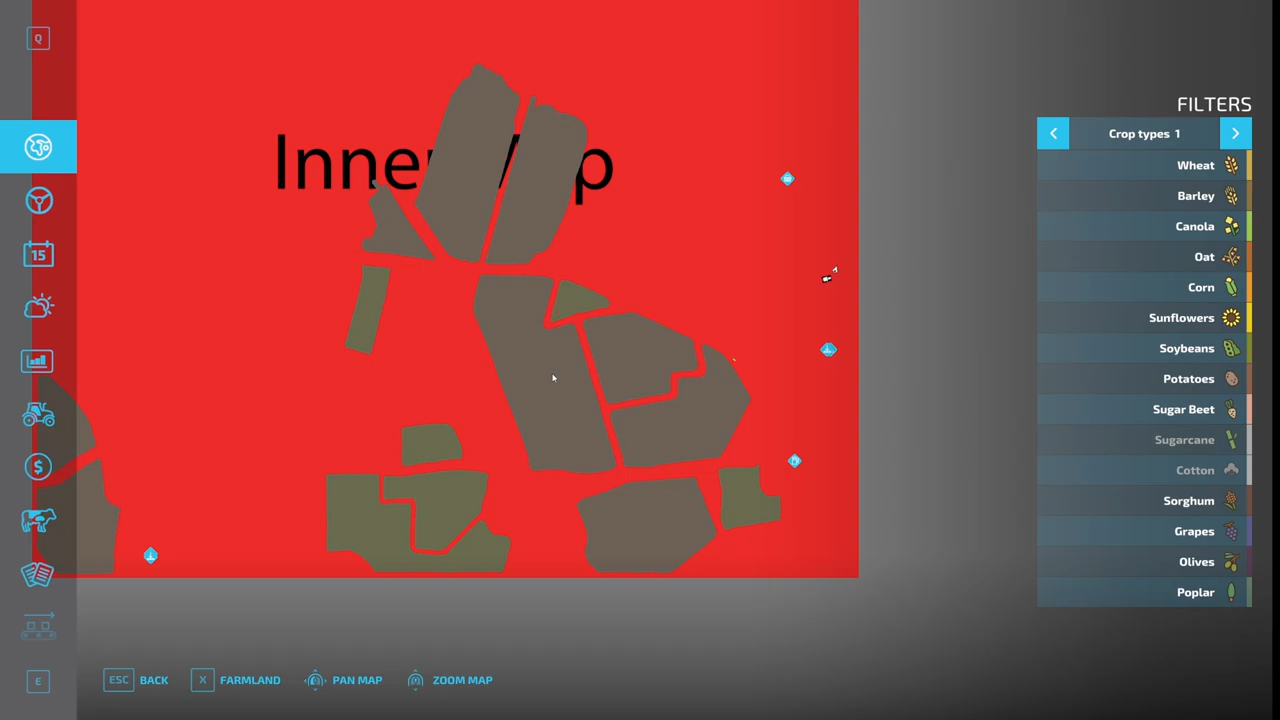 Q
FILTERS
Crop types 1
Wheat
Barley
Canola
Oat
Corn
Sunflowers
Soybeans
Potatoes
Sugar Beet
Sugarcane
Cotton
Sorghum
Grapes
Olives
Poplar
15
$
E
ESC BACK X FARMLAND PAN MAP ZOOM MAP